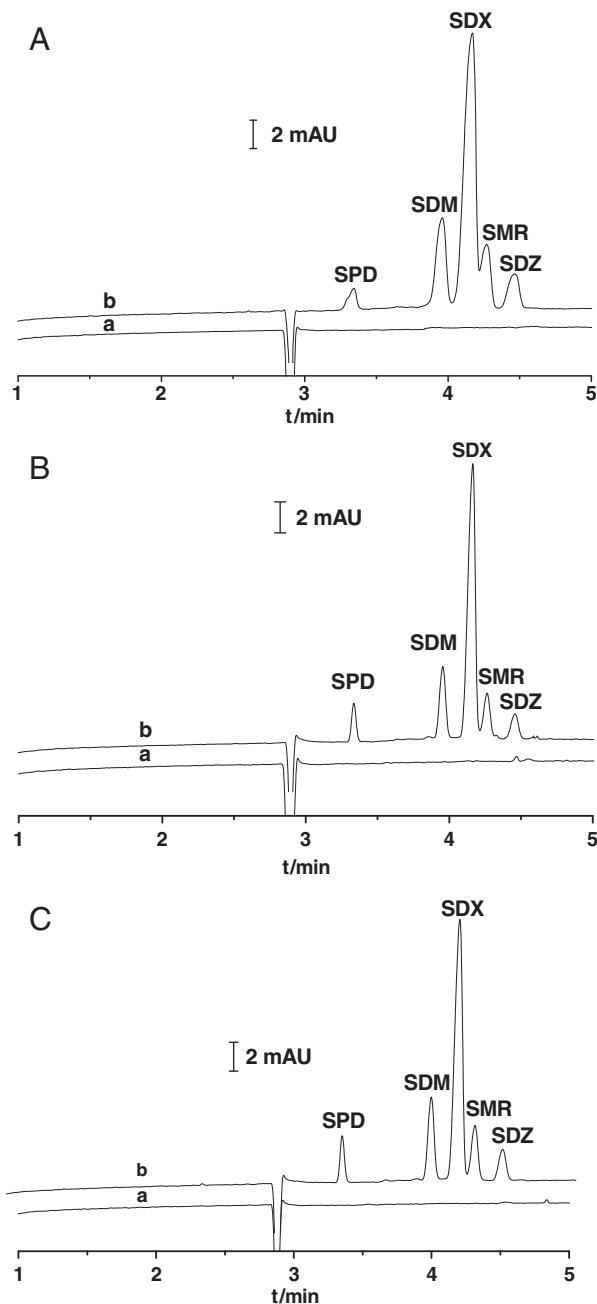 A
SDX
2 mAU
SDM
SMR
SPD
SDZ
b
a
1 2 3 4 5
t/min
B
SDX
2 mAU
SDM
SPD
SMR
SDZ
b
a
1 2 3 4 5
t/min
C
SDX
2 mAU
SDM
SPD
SMR
SDZ
b
a
1 2 3 4 5
t/min